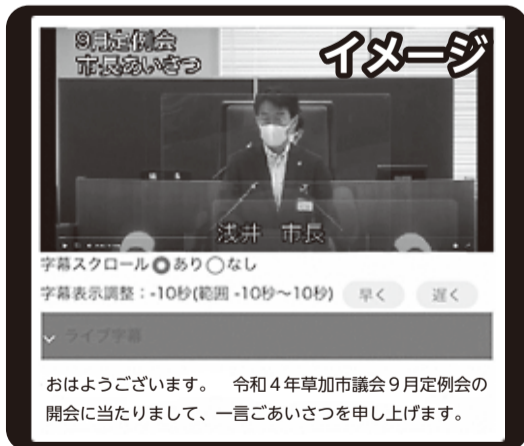 9月定例会
市長あいさつ
イメージ
浅井 市長
字幕スクロール◉あり○なし
字幕表示調整：-10秒(範囲 -10秒～10秒) 早く 遅く
ライブ字幕
おはようございます。 令和４年草加市議会９月定例会の
開会に当たりまして、一言ごあいさつを申し上げます。